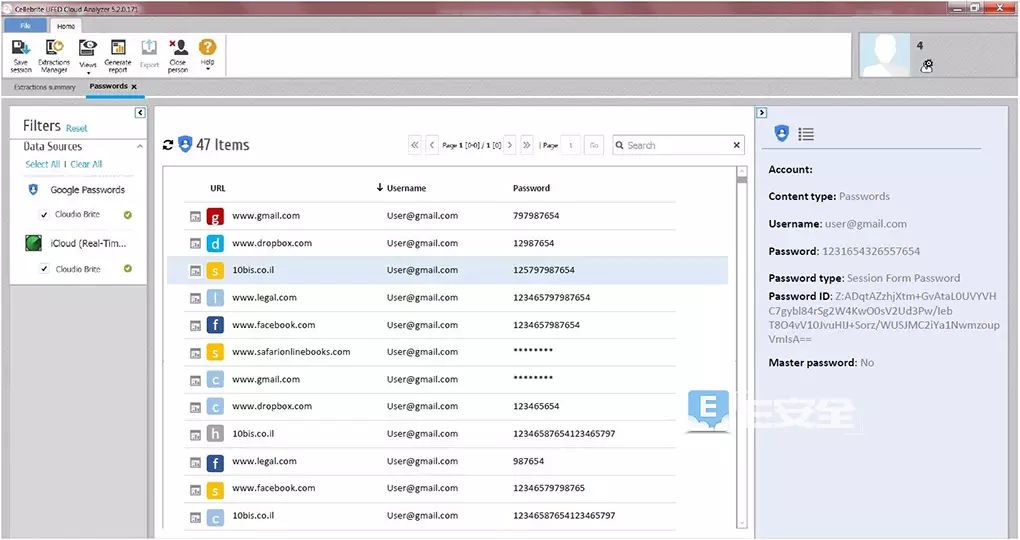 Cellebrite UFED Cloud Analyzer 5.2.0.171
File Home
Save session
Extractions Manager
Views
Generate report
Export
Close person
Help
4
Extractions summary Passwords
Filters Reset
Data Sources
Select All | Clear All
Google Passwords
Cloudio Brite
iCloud (Real-Tim...
Cloudio Brite
47 Items
Page 1 [0-0] / 1 [0]
| Page 1 Go
Search
URL Username Password
g www.gmail.com User@gmail.com 797987654
d www.dropbox.com User@gmail.com 12987654
s 10bis.co.il User@gmail.com 125797987654
l www.legal.com User@gmail.com 123465797987654
f www.facebook.com User@gmail.com 1234657987654
s www.safarionlinebooks.com User@gmail.com ********
c www.gmail.com User@gmail.com ********
c www.dropbox.com User@gmail.com 123465654
h 10bis.co.il User@gmail.com 12346587654123465797
f www.legal.com User@gmail.com 987654
s www.facebook.com User@gmail.com 12346579798765
c 10bis.co.il User@gmail.com 12346587654123465797
Account:
Content type: Passwords
Username: user@gmail.com
Password: 1231654326557654
Password type: Session Form Password
Password ID: Z:ADqtAZzhjXtm+GvAtaL0UVYVH
C7gybl84rSg2W4KwO0sV2Ud3Pw/Ieb
T8O4vV10JvuHIJ+Sorz/WUSJMC2iYa1Nwmzoup
VmIsA==
Master password: No
E
E安全